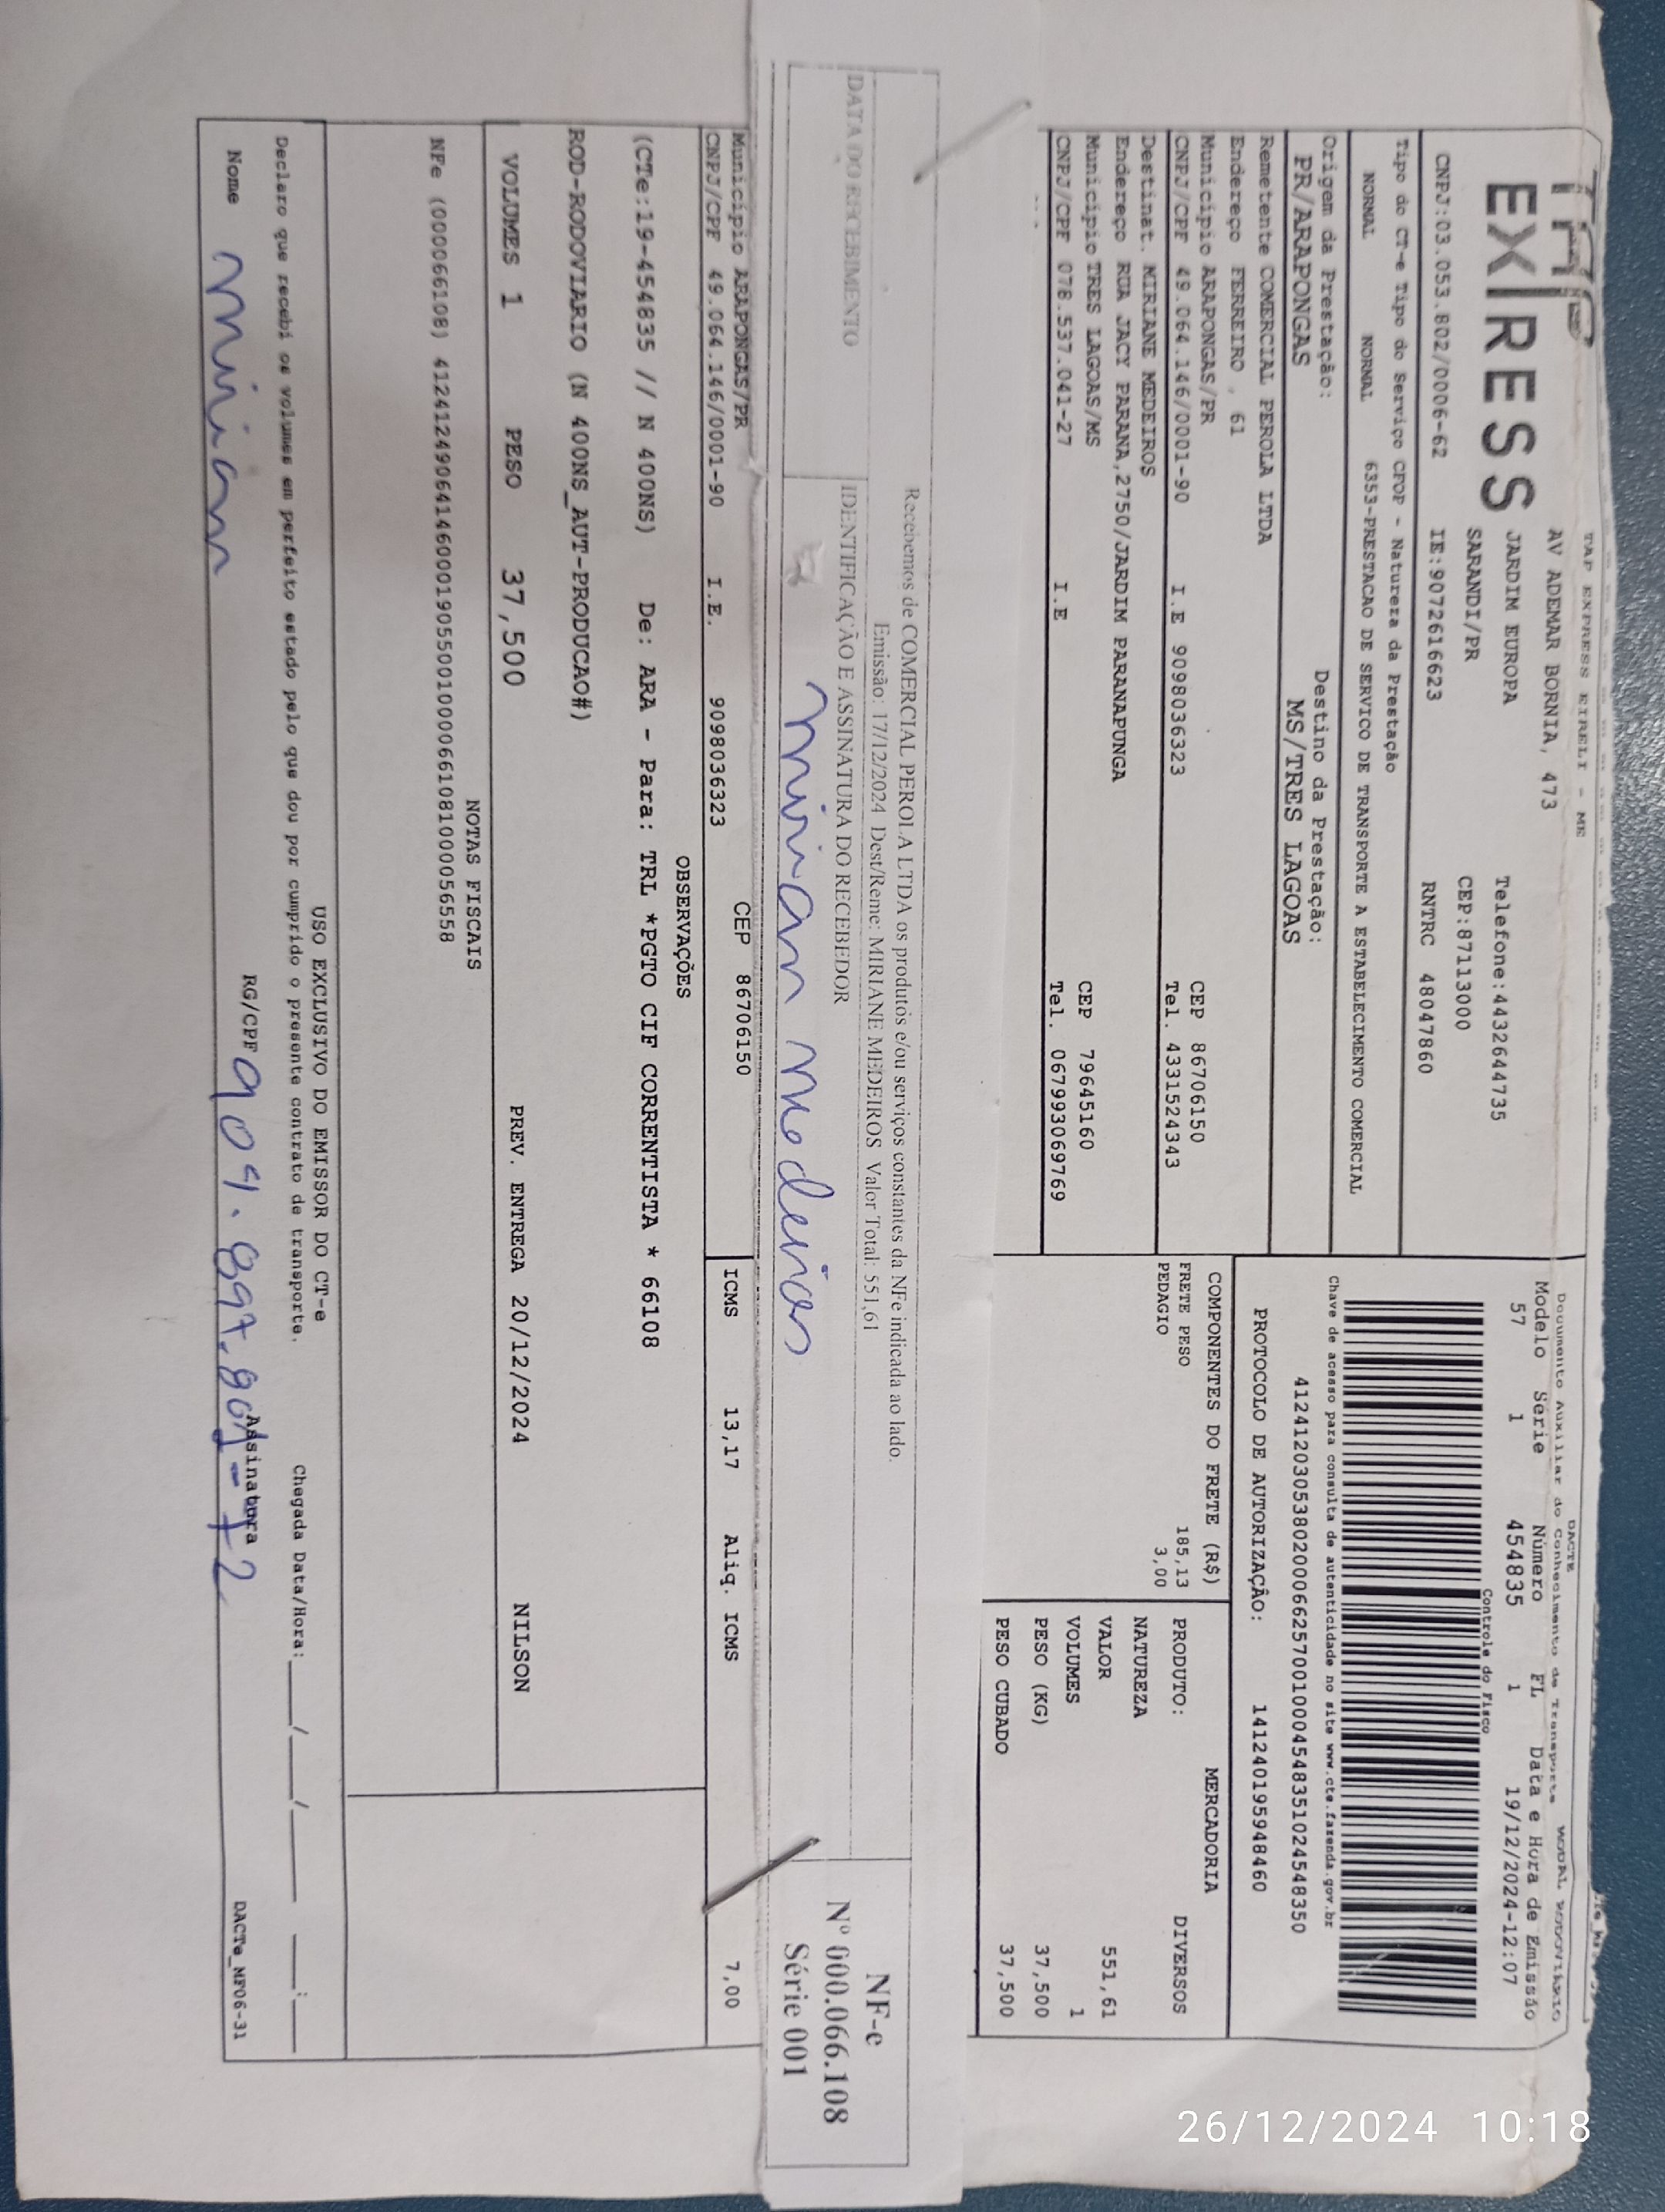 TAP EXPRESS EIRELI - ME
EXPRESS
AV ADEMAR BORNIA, 473
JARDIM EUROPA Telefone:4432644735
SARANDI/PR CEP:87113000
CNPJ:03.053.802/0006-62 IE:9072616623 RNTRC 48047860
Tipo do CT-e Tipo do Serviço CFOP - Natureza da Prestação
NORNAL NORNAL 6353-PRESTACAO DE SERVICO DE TRANSPORTE A ESTABELECIMENTO COMERCIAL
Origem da Prestação: Destino da Prestação:
PR/ARAPONGAS MS/TRES LAGOAS
Remetente COMERCIAL PEROLA LTDA
Endereço FERREIRO , 61
Municipio ARAPONGAS/PR CEP 86706150
CNPJ/CPF 49.064.146/0001-90 I.E 9098036323 Tel. 4331524343
Destinat. MIRIANE MEDEIROS
Endereço RUA JACY PARANA,2750/JARDIM PARANAPUNGA
Municipio TRES LAGOAS/MS CEP 79645160
CNPJ/CPF 078.537.041-27 I.E Tel. 067993069769
DACTE
Documento Auxiliar do Conhecimento de Transporte MODAL RODOVIARIO
Modelo Serie Número FL Data e Hora de Emissão
57 1 454835 1 19/12/2024-12:07
Controle do Fisco
Chave de acesso para consulta de autenticidade no site www.cte.fazenda.gov.br
41241203053802000662570010004548351024548350
PROTOCOLO DE AUTORIZAÇÃO: 141240195948460
COMPONENTES DO FRETE (R$)
FRETE PESO 185,13
PEDAGIO 3,00
MERCADORIA
PRODUTO: DIVERSOS
NATUREZA
VALOR 551,61
VOLUMES 1
PESO (KG) 37,500
PESO CUBADO 37,500
Recebemos de COMERCIAL PEROLA LTDA os produtos e/ou serviços constantes da NFe indicada ao lado.
Emissão: 17/12/2024 Dest/Reme: MIRIANE MEDEIROS Valor Total: 551,61
DATA DO RECEBIMENTO IDENTIFICAÇÃO E ASSINATURA DO RECEBEDOR
mirian medeiros
NF-e
Nº 000.066.108
Série 001
Município ARAPONGAS/PR CEP 86706150
CNPJ/CPF 49.064.146/0001-90 I.E. 9098036323
ICMS 13,17 Aliq. ICMS 7,00
OBSERVAÇÕES
(CTe:19-454835 // N 400NS) De: ARA - Para: TRL *PGTO CIF CORRENTISTA * 66108
ROD-RODOVIARIO (N 400NS_AUT-PRODUCAO#)
VOLUMES 1 PESO 37,500 PREV. ENTREGA 20/12/2024 NILSON
NOTAS FISCAIS
NFe (000066108) 41241249064146000190550010000661081000056558
USO EXCLUSIVO DO EMISSOR DO CT-e
Declaro que recebi os volumes em perfeito estado pelo que dou por cumprido o presente contrato de transporte. Chegada Data/Hora:___/___/____ ___:___
Nome mirian RG/CPF 909.897.801-72 Assinatura DACTe_MP06-31
26/12/2024 10:18